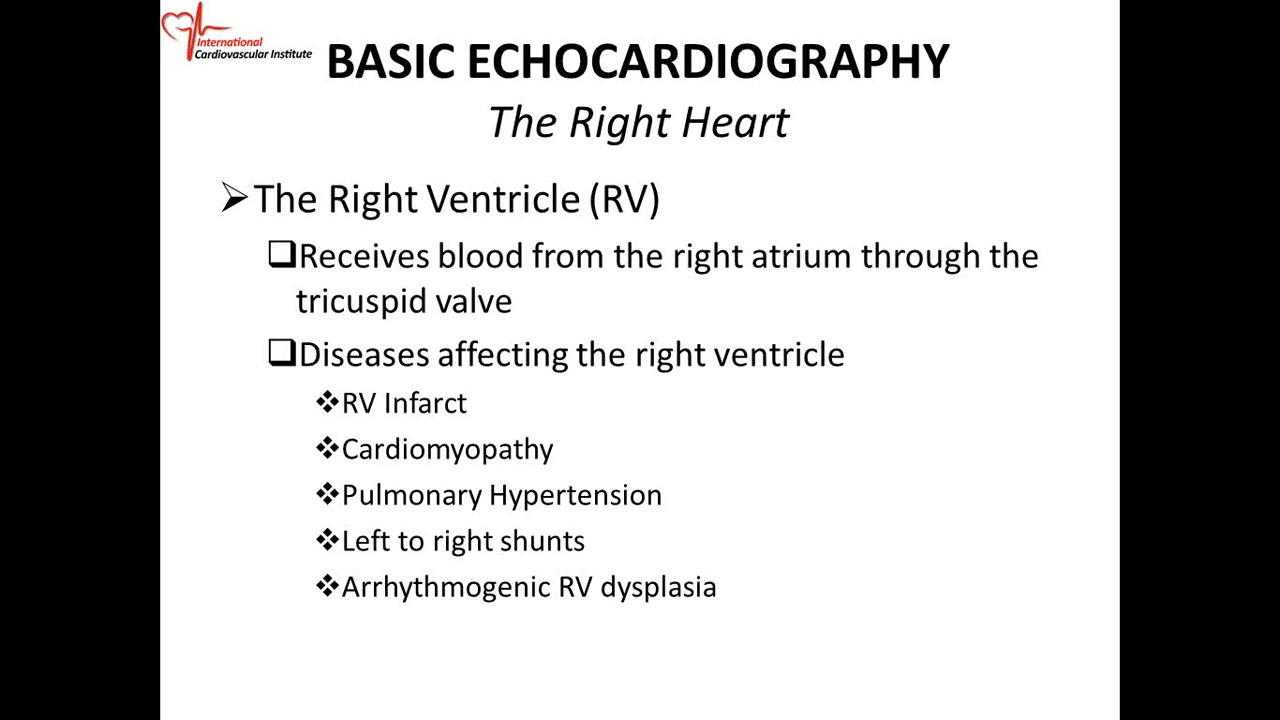 International
Cardiovascular Institute
BASIC ECHOCARDIOGRAPHY
The Right Heart
➢The Right Ventricle (RV)
❑Receives blood from the right atrium through the
tricuspid valve
❑Diseases affecting the right ventricle
❖RV Infarct
❖Cardiomyopathy
❖Pulmonary Hypertension
❖Left to right shunts
❖Arrhythmogenic RV dysplasia